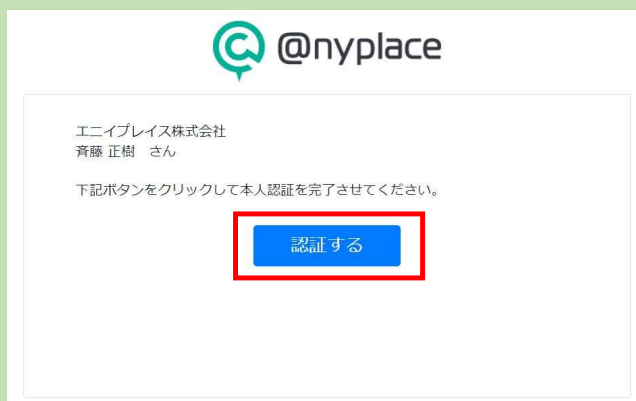 @nyplace
エニイプレイス株式会社
斉藤 正樹　さん
下記ボタンをクリックして本人認証を完了させてください。
認証する